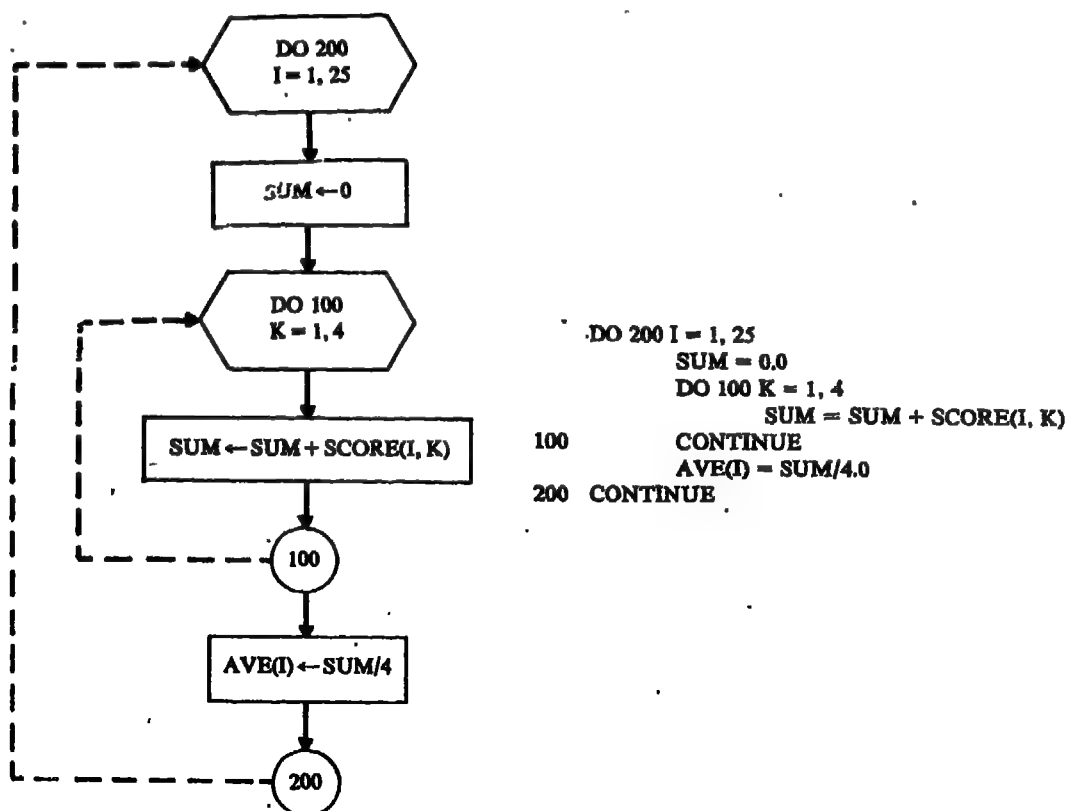 DO 200
I = 1, 25
SUM ← 0
DO 100
K = 1, 4
SUM ← SUM + SCORE(I, K)
100
AVE(I) ← SUM/4
200
DO 200 I = 1, 25
SUM = 0.0
DO 100 K = 1, 4
SUM = SUM + SCORE(I, K)
100 CONTINUE
AVE(I) = SUM/4.0
200 CONTINUE